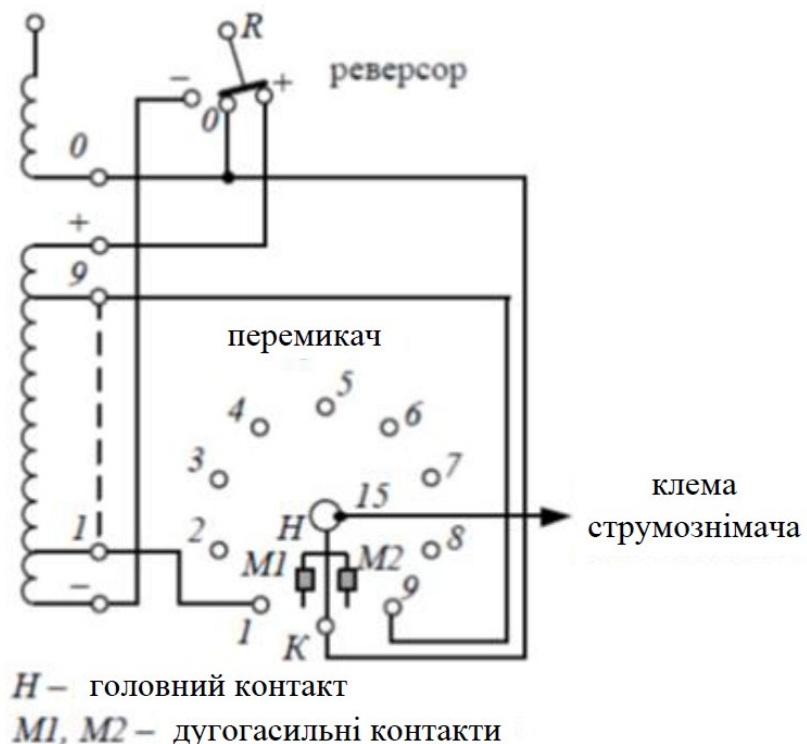 R
− +
реверсор
0
0
+
9
перемикач
5
4 6
3 7
15
клема
струмознімача
H
2 8
1
M1 M2
9
−
1
K
H – головний контакт
M1, M2 – дугогасильні контакти